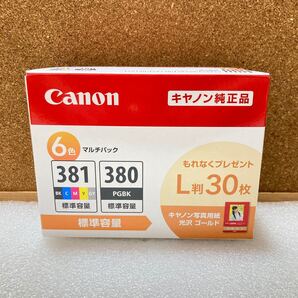 Canon
キヤノン純正品
6色 マルチパック
381
BK C M Y GY
標準容量
380
PGBK
標準容量
標準容量
もれなくプレゼント
L判30枚
キヤノン写真用紙
光沢 ゴールド